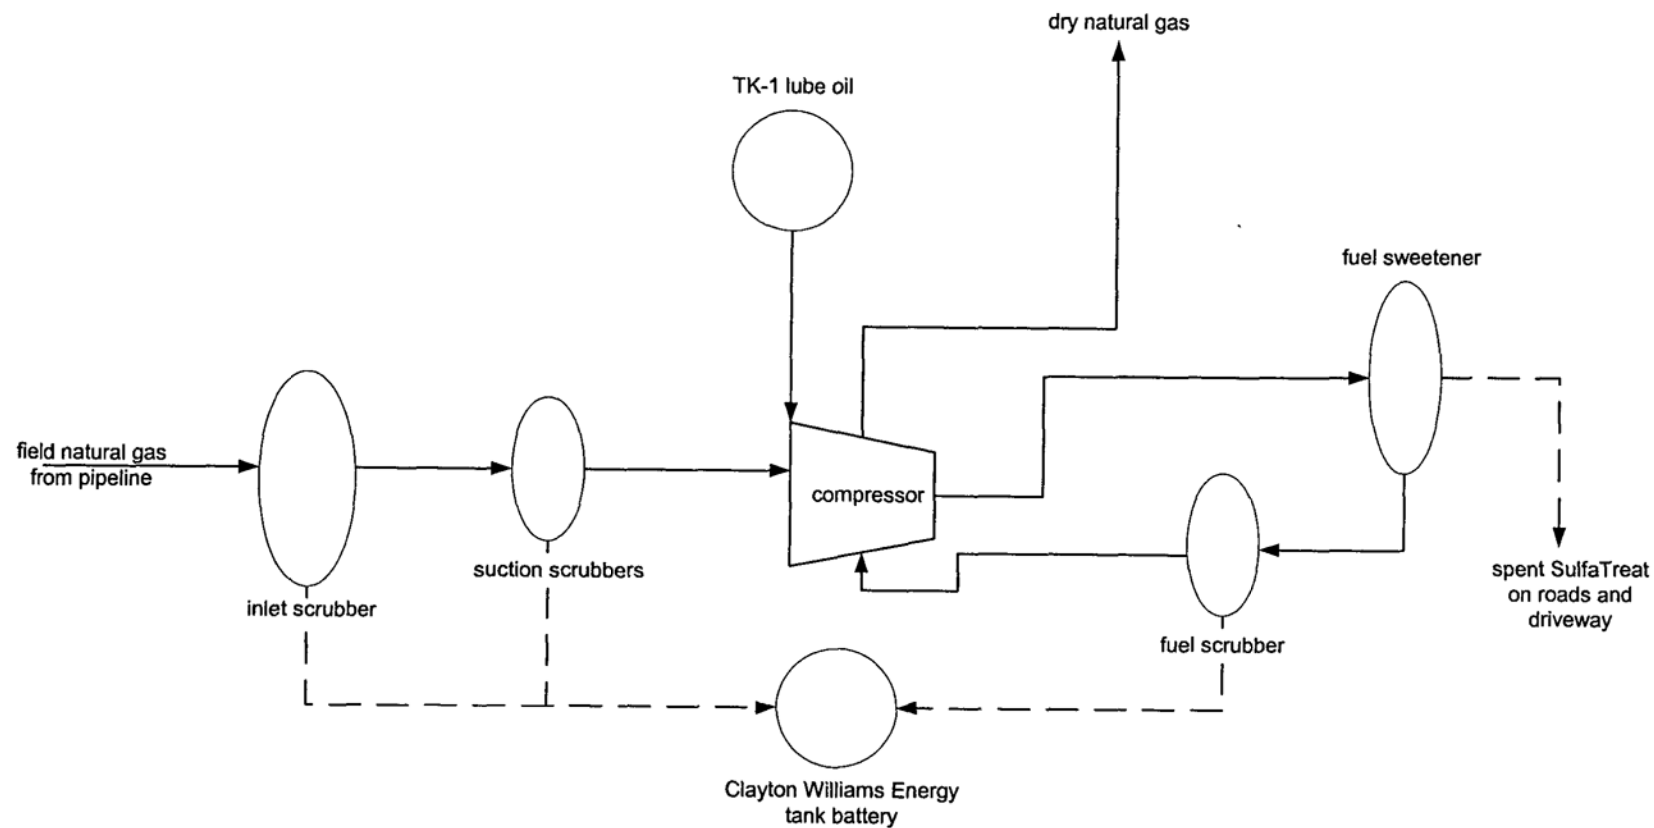 dry natural gas
TK-1 lube oil
fuel sweetener
field natural gas
from pipeline
compressor
suction scrubbers
inlet scrubber
spent SulfaTreat
on roads and
driveway
fuel scrubber
Clayton Williams Energy
tank battery